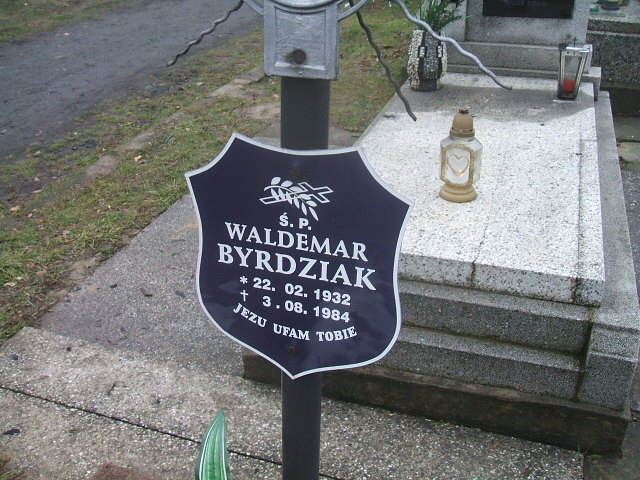 Ś. P.
WALDEMAR
BYRDZIAK
* 22. 02. 1932
† 3. 08. 1984
JEZU UFAM TOBIE